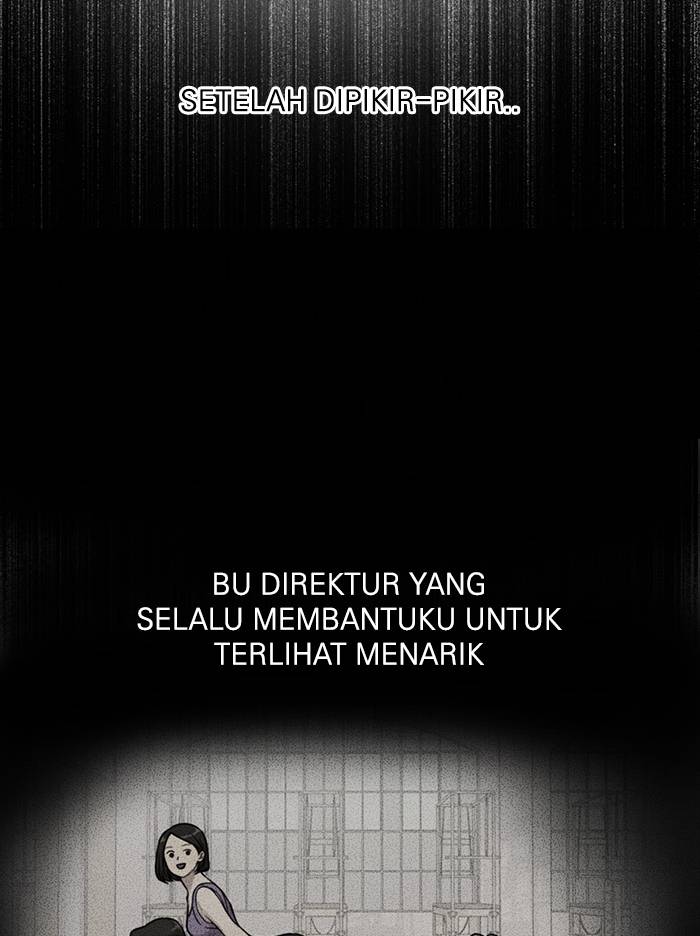 SETELAH DIPIKIR-PIKIR..
BU DIREKTUR YANG
SELALU MEMBANTUKU UNTUK
TERLIHAT MENARIK